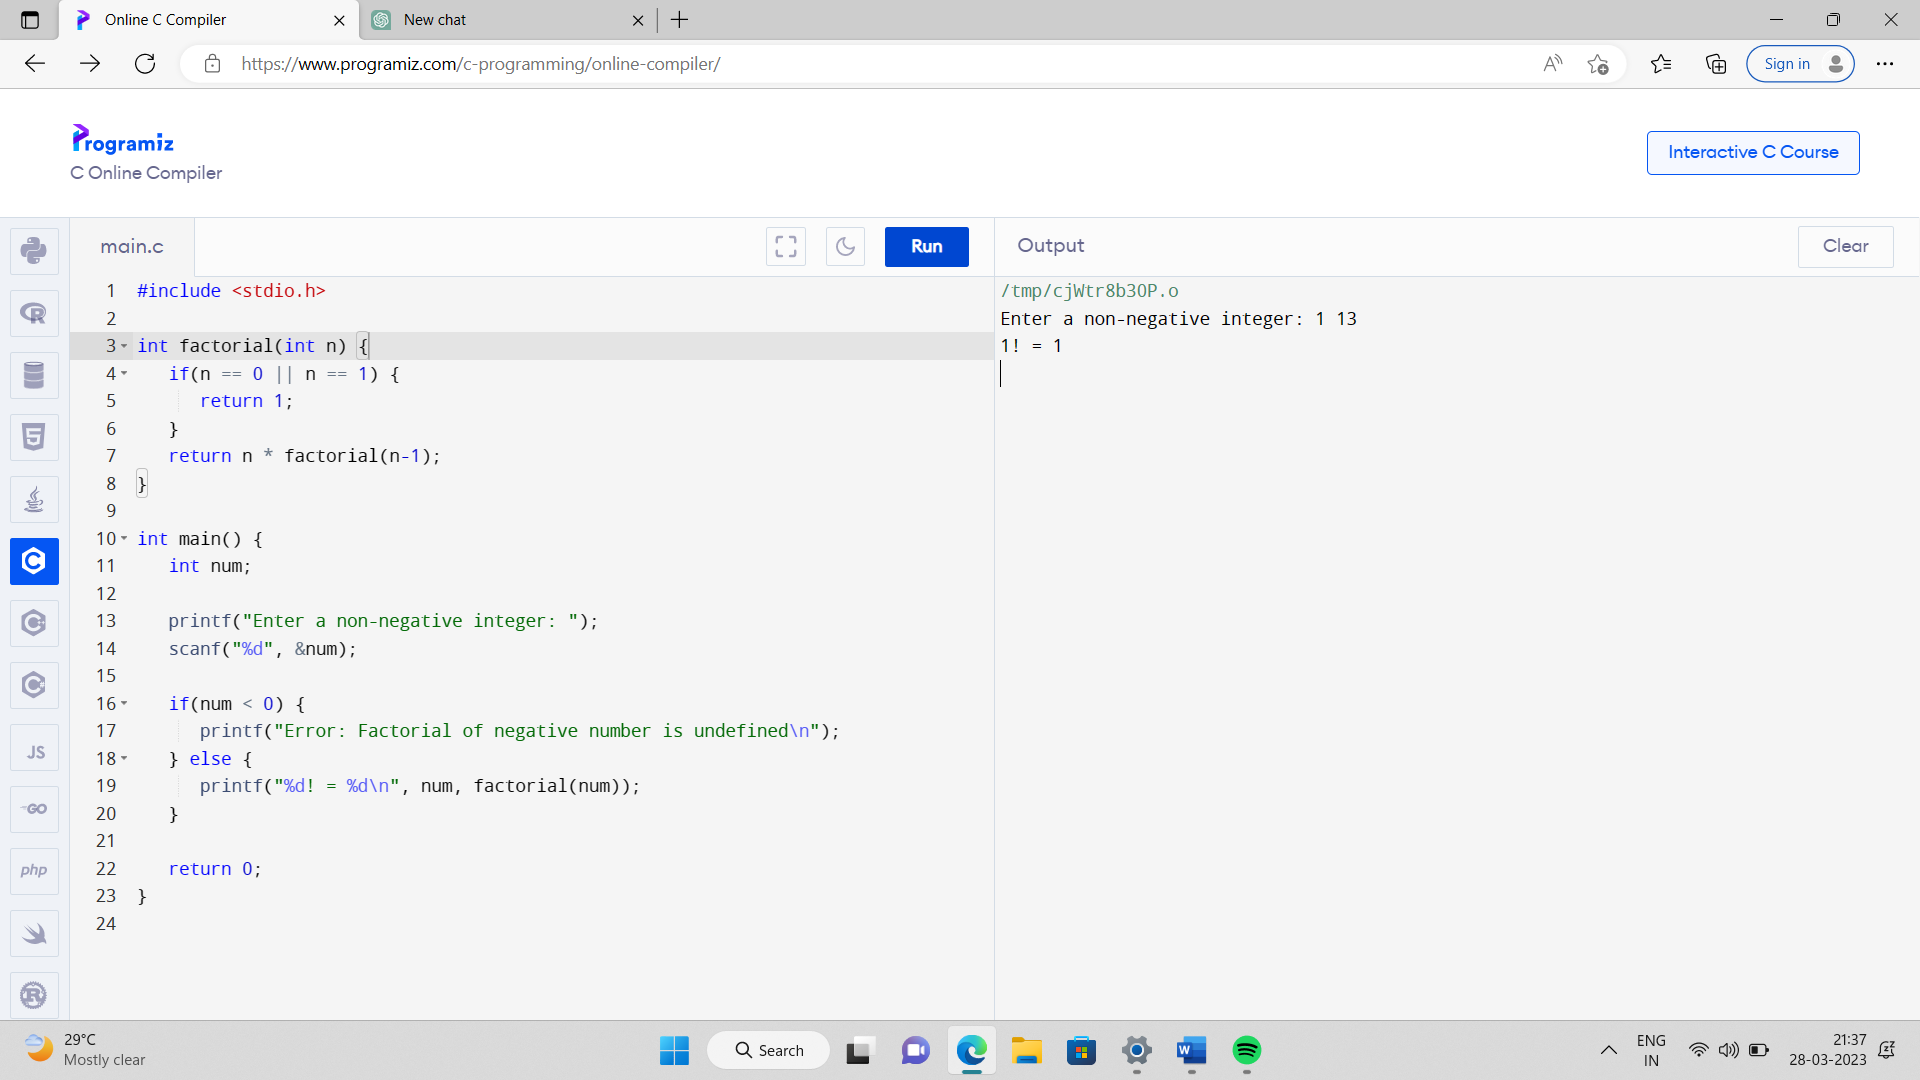 Online C Compiler
New chat
https://www.programiz.com/c-programming/online-compiler/
Sign in
Programiz
C Online Compiler
Interactive C Course
main.c
Run
Output
Clear
1 #include <stdio.h>
2
3 int factorial(int n) {
4    if(n == 0 || n == 1) {
5       return 1;
6    }
7    return n * factorial(n-1);
8 }
9
10 int main() {
11    int num;
12
13    printf("Enter a non-negative integer: ");
14    scanf("%d", &num);
15
16    if(num < 0) {
17       printf("Error: Factorial of negative number is undefined\n");
18    } else {
19       printf("%d! = %d\n", num, factorial(num));
20    }
21
22    return 0;
23 }
24
/tmp/cjWtr8b3OP.o
Enter a non-negative integer: 1 13
1! = 1
JS
GO
php
29°C
Mostly clear
Search
ENG
IN
21:37
28-03-2023